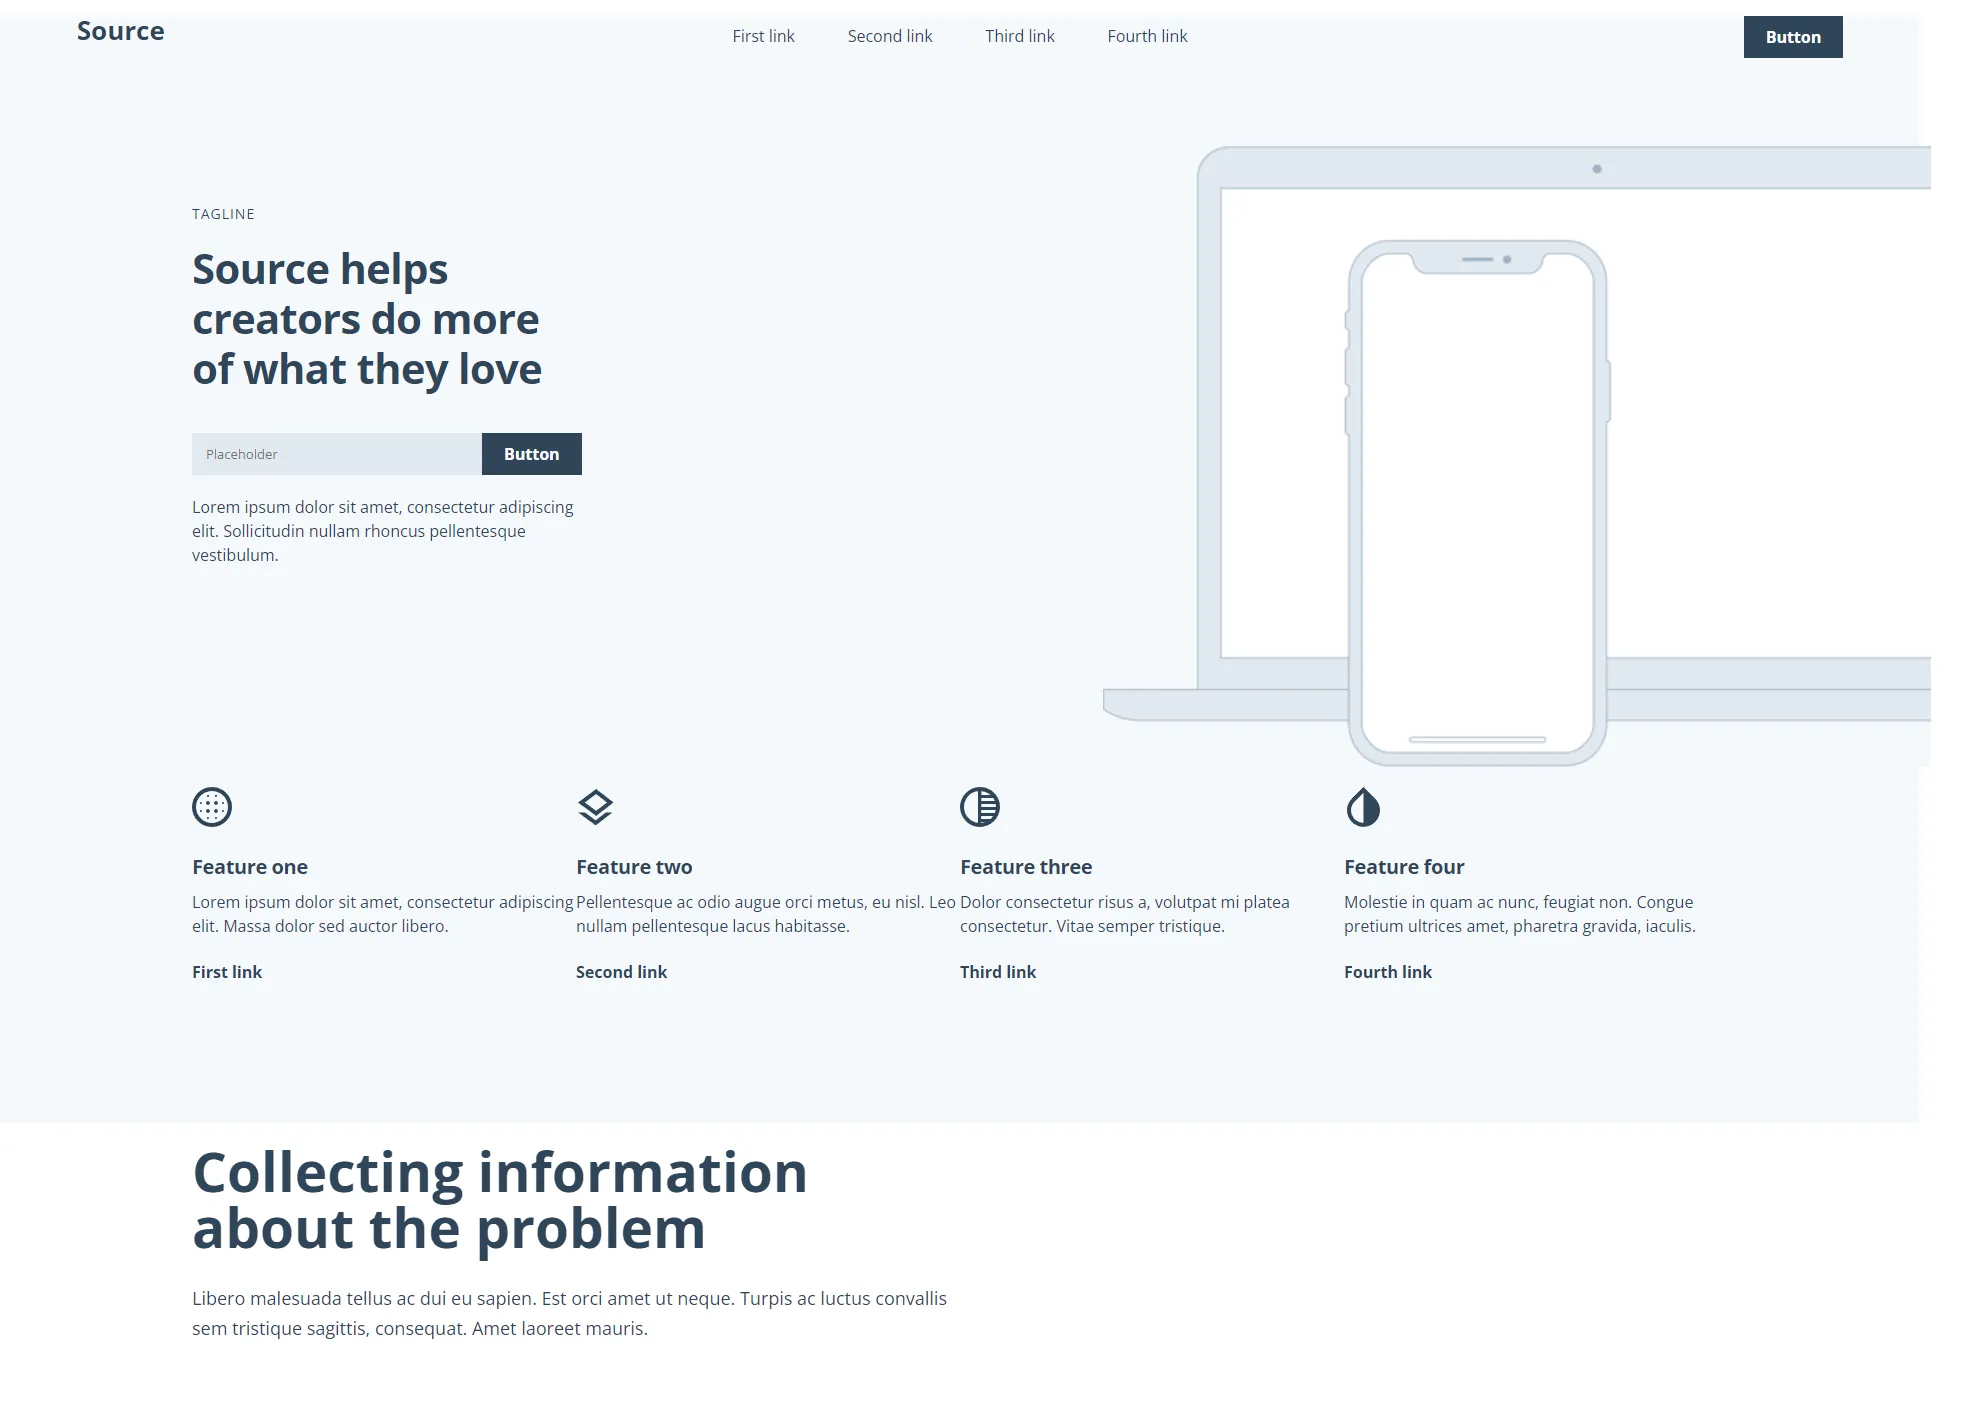 Source
First link
Second link
Third link
Fourth link
Button
TAGLINE
Source helps
creators do more
of what they love
Placeholder
Button
Lorem ipsum dolor sit amet, consectetur adipiscing
elit. Sollicitudin nullam rhoncus pellentesque
vestibulum.
Feature one
Lorem ipsum dolor sit amet, consectetur adipiscing
elit. Massa dolor sed auctor libero.
First link
Feature two
Pellentesque ac odio augue orci metus, eu nisl. Leo
nullam pellentesque lacus habitasse.
Second link
Feature three
Dolor consectetur risus a, volutpat mi platea
consectetur. Vitae semper tristique.
Third link
Feature four
Molestie in quam ac nunc, feugiat non. Congue
pretium ultrices amet, pharetra gravida, iaculis.
Fourth link
Collecting information
about the problem
Libero malesuada tellus ac dui eu sapien. Est orci amet ut neque. Turpis ac luctus convallis
sem tristique sagittis, consequat. Amet laoreet mauris.